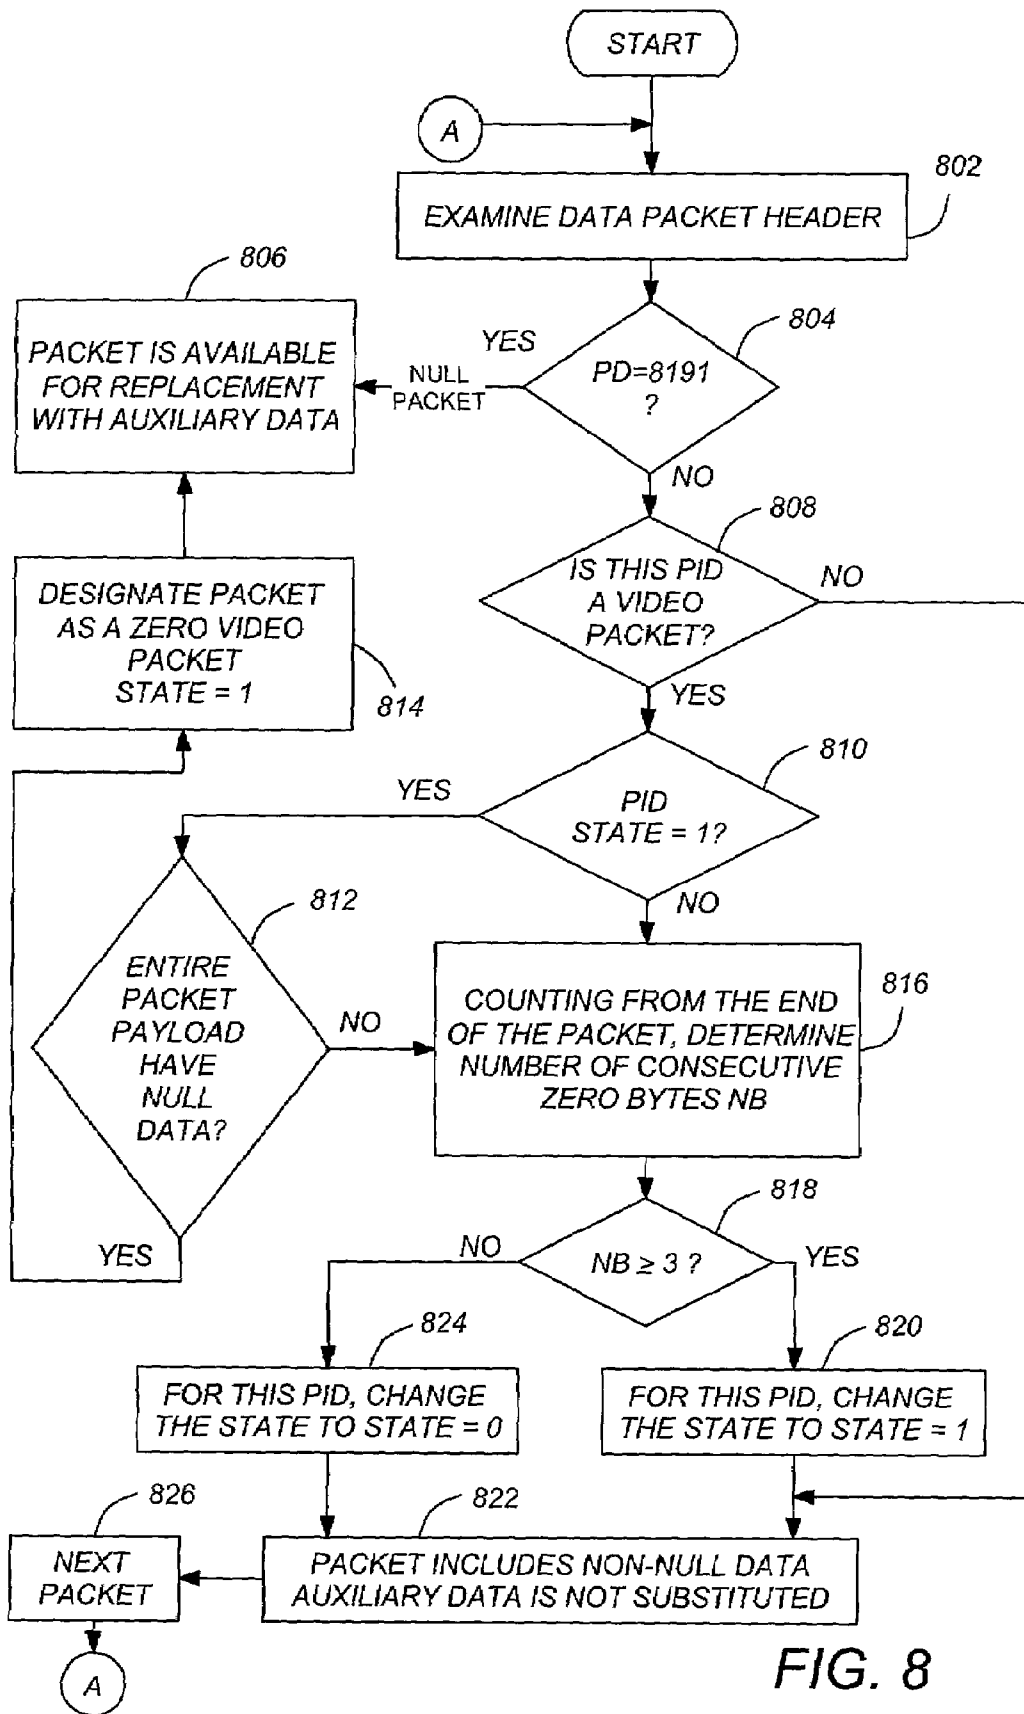 START
A
802
EXAMINE DATA PACKET HEADER
806
804
PACKET IS AVAILABLE
FOR REPLACEMENT
WITH AUXILIARY DATA
YES
NULL
PACKET
PD=8191
?
NO
808
DESIGNATE PACKET
AS A ZERO VIDEO
PACKET
STATE = 1
814
IS THIS PID
A VIDEO
PACKET?
NO
YES
810
YES
PID
STATE = 1?
NO
812
ENTIRE
PACKET
PAYLOAD
HAVE
NULL
DATA?
NO
YES
816
COUNTING FROM THE END
OF THE PACKET, DETERMINE
NUMBER OF CONSECUTIVE
ZERO BYTES NB
818
NO
NB ≥ 3 ?
YES
824
820
FOR THIS PID, CHANGE
THE STATE TO STATE = 0
FOR THIS PID, CHANGE
THE STATE TO STATE = 1
826
822
NEXT
PACKET
PACKET INCLUDES NON-NULL DATA
AUXILIARY DATA IS NOT SUBSTITUTED
A
FIG. 8